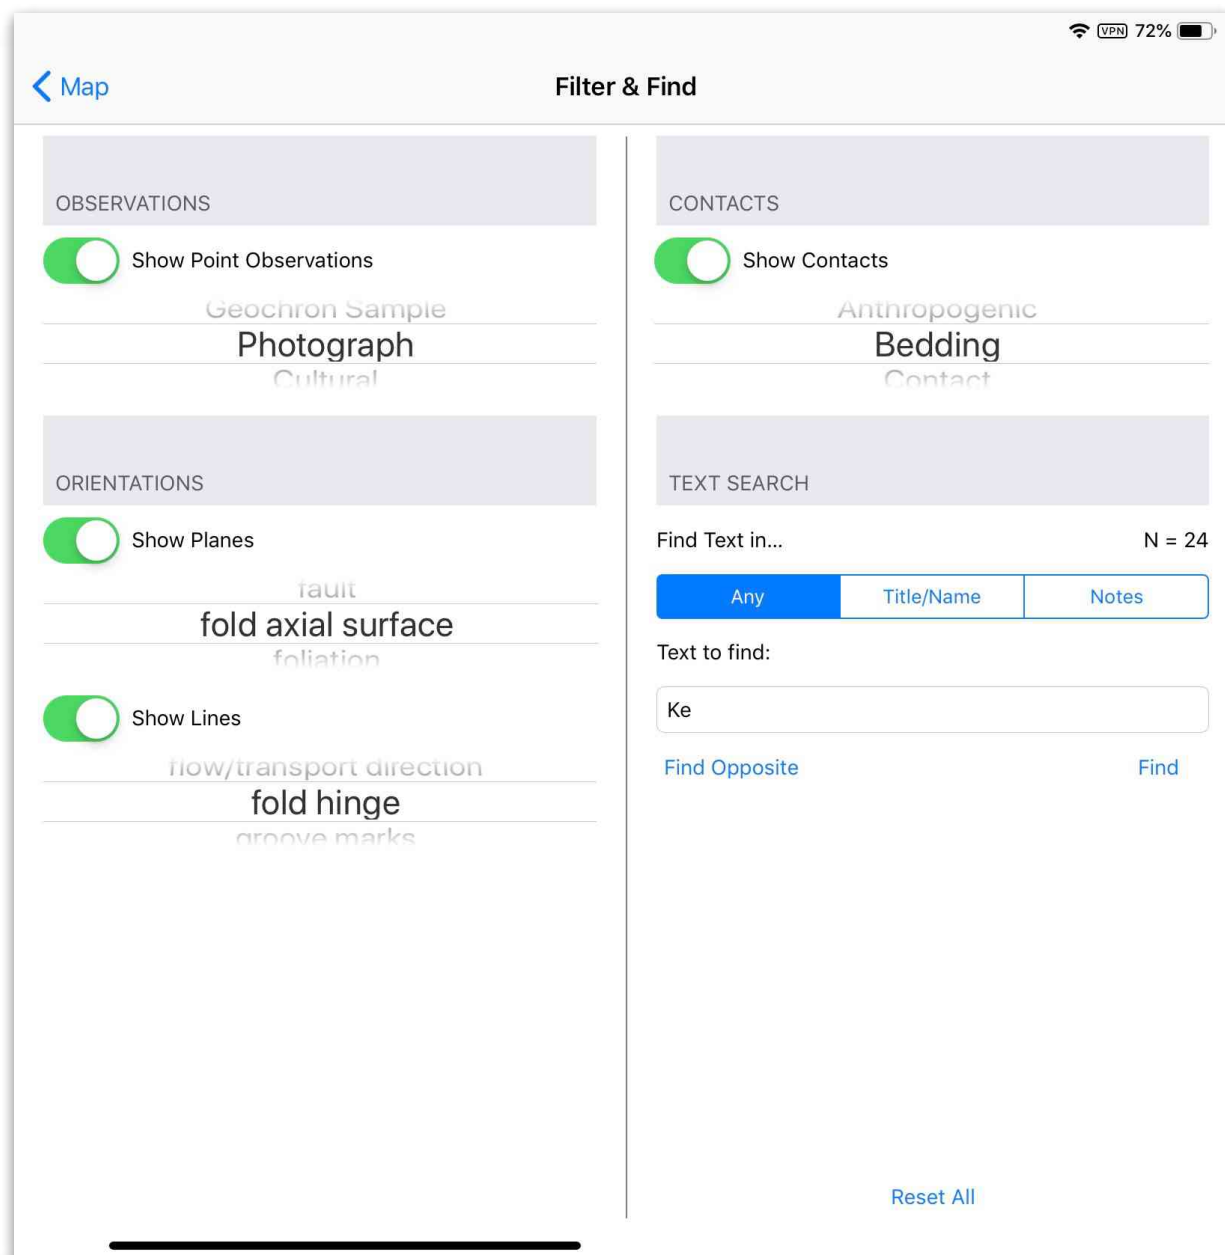 VPN 72%
Map
Filter & Find
OBSERVATIONS
Show Point Observations
Geochron Sample
Photograph
Cultural
ORIENTATIONS
Show Planes
fault
fold axial surface
foliation
Show Lines
flow/transport direction
fold hinge
groove marks
CONTACTS
Show Contacts
Anthropogenic
Bedding
Contact
TEXT SEARCH
Find Text in... N = 24
Any Title/Name Notes
Text to find:
Ke
Find Opposite Find
Reset All